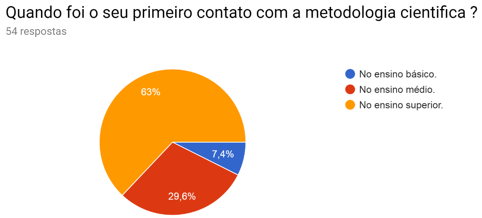 Quando foi o seu primeiro contato com a metodologia cientifica ?
54 respostas
63%
7,4%
29,6%
No ensino básico.
No ensino médio.
No ensino superior.